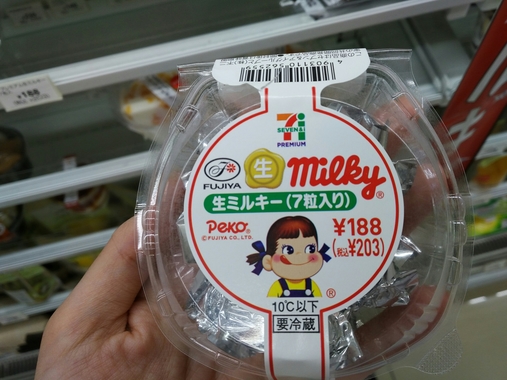 SEVEN&i
PREMIUM
FUJIYA
生
milky®
生ミルキー(7粒入り)
Peko®
©FUJIYA CO., LTD.
¥188
(税込¥203)
®
10℃以下
要冷蔵
188